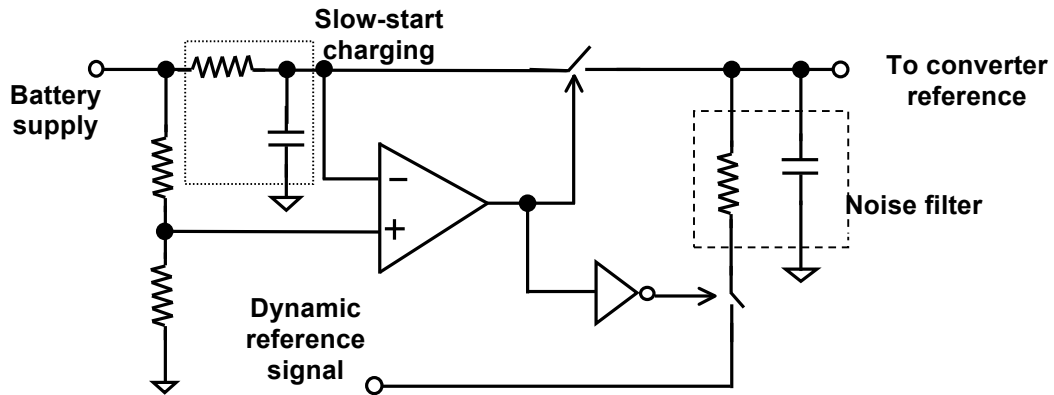 Slow-start
charging
Battery
supply
To converter
reference
−
+
Noise filter
Dynamic
reference
signal